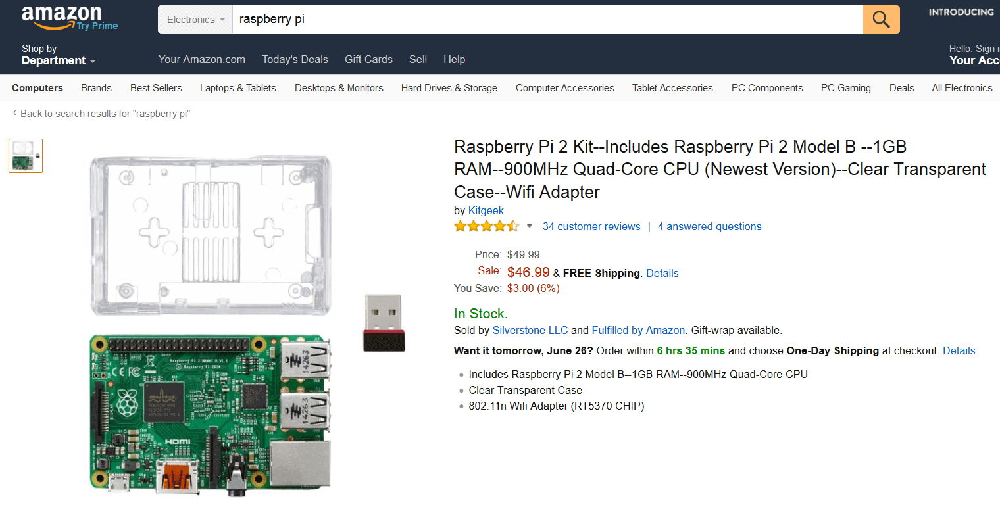 amazon
Try Prime
Electronics
raspberry pi
INTRODUCING
Shop by
Department
Your Amazon.com
Today's Deals
Gift Cards
Sell
Help
Hello. Sign i
Your Acc
Computers
Brands
Best Sellers
Laptops & Tablets
Desktops & Monitors
Hard Drives & Storage
Computer Accessories
Tablet Accessories
PC Components
PC Gaming
Deals
All Electronics
‹ Back to search results for "raspberry pi"
Raspberry Pi 2 Kit--Includes Raspberry Pi 2 Model B --1GB
RAM--900MHz Quad-Core CPU (Newest Version)--Clear Transparent
Case--Wifi Adapter
by Kitgeek
34 customer reviews | 4 answered questions
Price: $49.99
Sale: $46.99 & FREE Shipping. Details
You Save: $3.00 (6%)
In Stock.
Sold by Silverstone LLC and Fulfilled by Amazon. Gift-wrap available.
Want it tomorrow, June 26? Order within 6 hrs 35 mins and choose One-Day Shipping at checkout. Details
Includes Raspberry Pi 2 Model B--1GB RAM--900MHz Quad-Core CPU
Clear Transparent Case
802.11n Wifi Adapter (RT5370 CHIP)
Raspberry Pi 2 Model B V1.1
© Raspberry Pi 2014
CE FC
14263
BROADCOM
14263
DISPLAY
HDMI
CAMERA